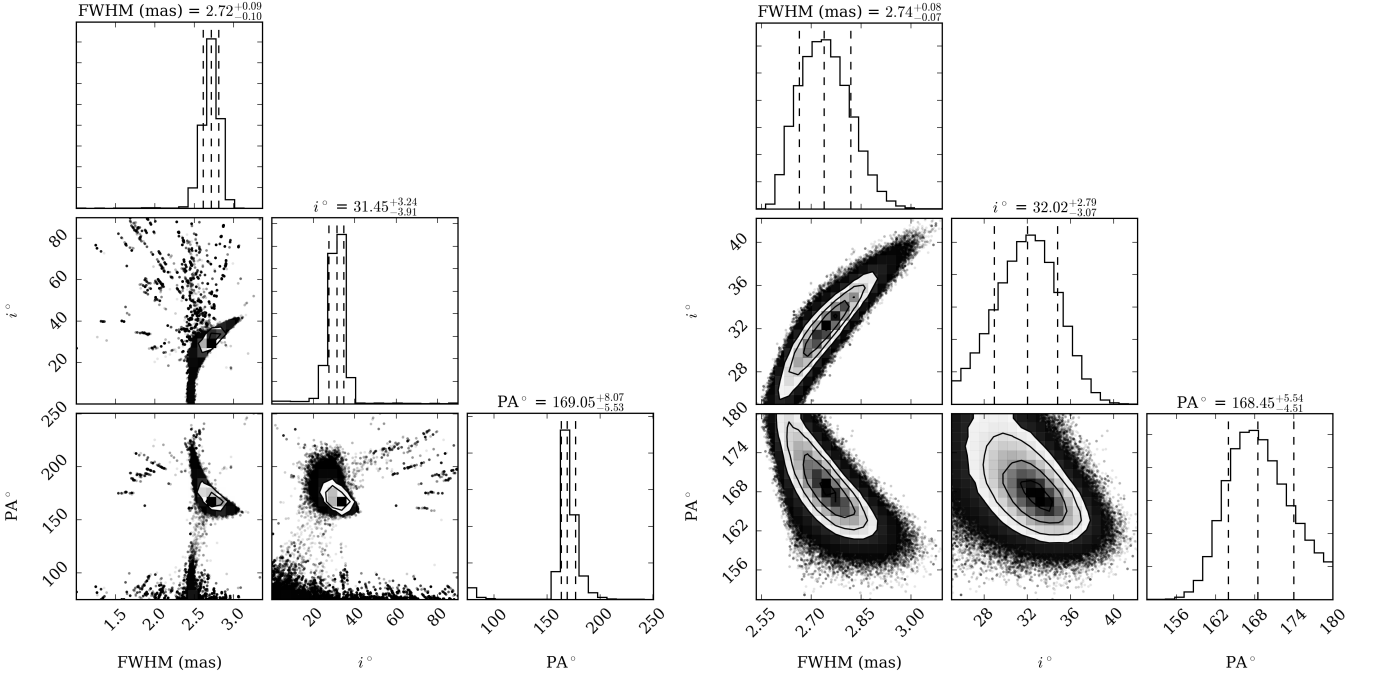 FWHM (mas) = 2.72 +0.09 −0.10
i° = 31.45 +3.24 −3.91
80
60
40
20
i°
PA° = 169.05 +8.07 −5.53
250
200
150
100
PA°
1.5 2.0 2.5 3.0
FWHM (mas)
20 40 60 80
i°
100 150 200 250
PA°
FWHM (mas) = 2.74 +0.08 −0.07
i° = 32.02 +2.79 −3.07
40
36
32
28
i°
PA° = 168.45 +5.54 −4.51
180
174
168
162
156
PA°
2.55 2.70 2.85 3.00
FWHM (mas)
28 32 36 40
i°
156 162 168 174 180
PA°